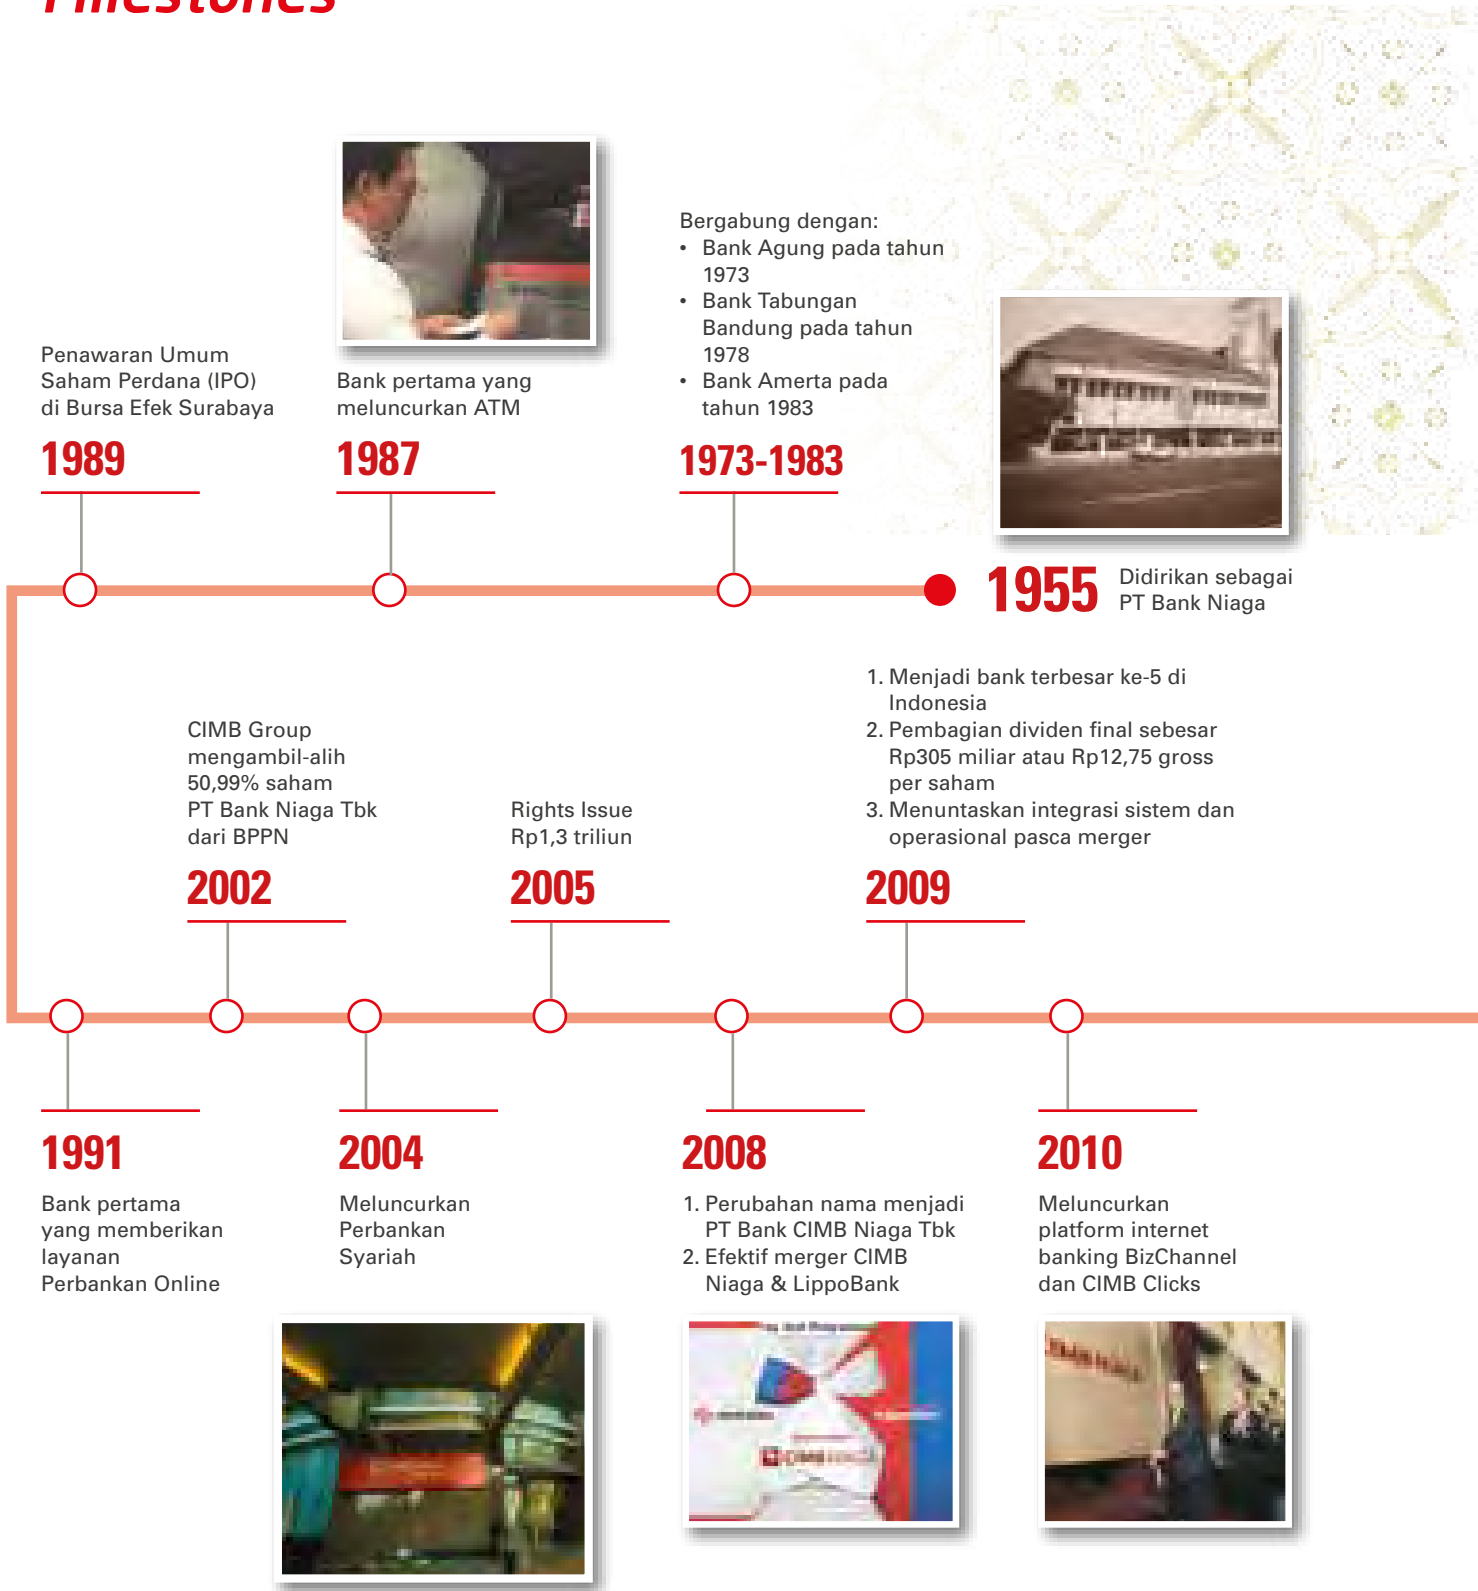 Milestones
Penawaran Umum
Saham Perdana (IPO)
di Bursa Efek Surabaya
1989
Bank pertama yang
meluncurkan ATM
1987
Bergabung dengan:
• Bank Agung pada tahun
1973
• Bank Tabungan
Bandung pada tahun
1978
• Bank Amerta pada
tahun 1983
1973-1983
1955
Didirikan sebagai
PT Bank Niaga
CIMB Group
mengambil-alih
50,99% saham
PT Bank Niaga Tbk
dari BPPN
2002
Rights Issue
Rp1,3 triliun
2005
1. Menjadi bank terbesar ke-5 di
Indonesia
2. Pembagian dividen final sebesar
Rp305 miliar atau Rp12,75 gross
per saham
3. Menuntaskan integrasi sistem dan
operasional pasca merger
2009
1991
Bank pertama
yang memberikan
layanan
Perbankan Online
2004
Meluncurkan
Perbankan
Syariah
2008
1. Perubahan nama menjadi
PT Bank CIMB Niaga Tbk
2. Efektif merger CIMB
Niaga & LippoBank
2010
Meluncurkan
platform internet
banking BizChannel
dan CIMB Clicks
CIMB